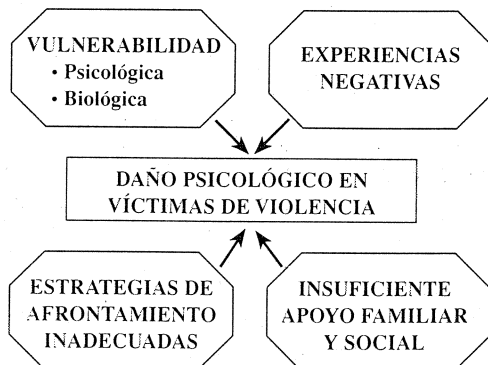 VULNERABILIDAD
• Psicológica
• Biológica
EXPERIENCIAS
NEGATIVAS
DAÑO PSICOLÓGICO EN
VÍCTIMAS DE VIOLENCIA
ESTRATEGIAS DE
AFRONTAMIENTO
INADECUADAS
INSUFICIENTE
APOYO FAMILIAR
Y SOCIAL